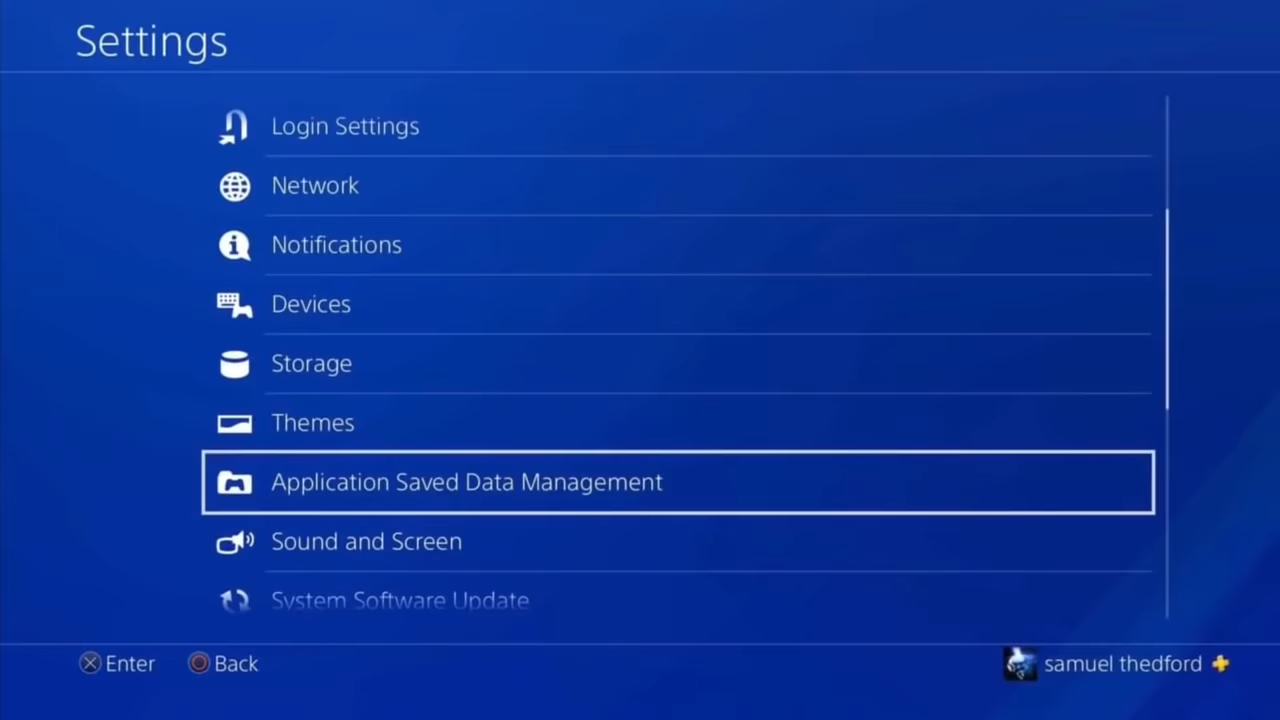 Settings
Login Settings
Network
Notifications
Devices
Storage
Themes
Application Saved Data Management
Sound and Screen
System Software Update
Enter Back samuel thedford